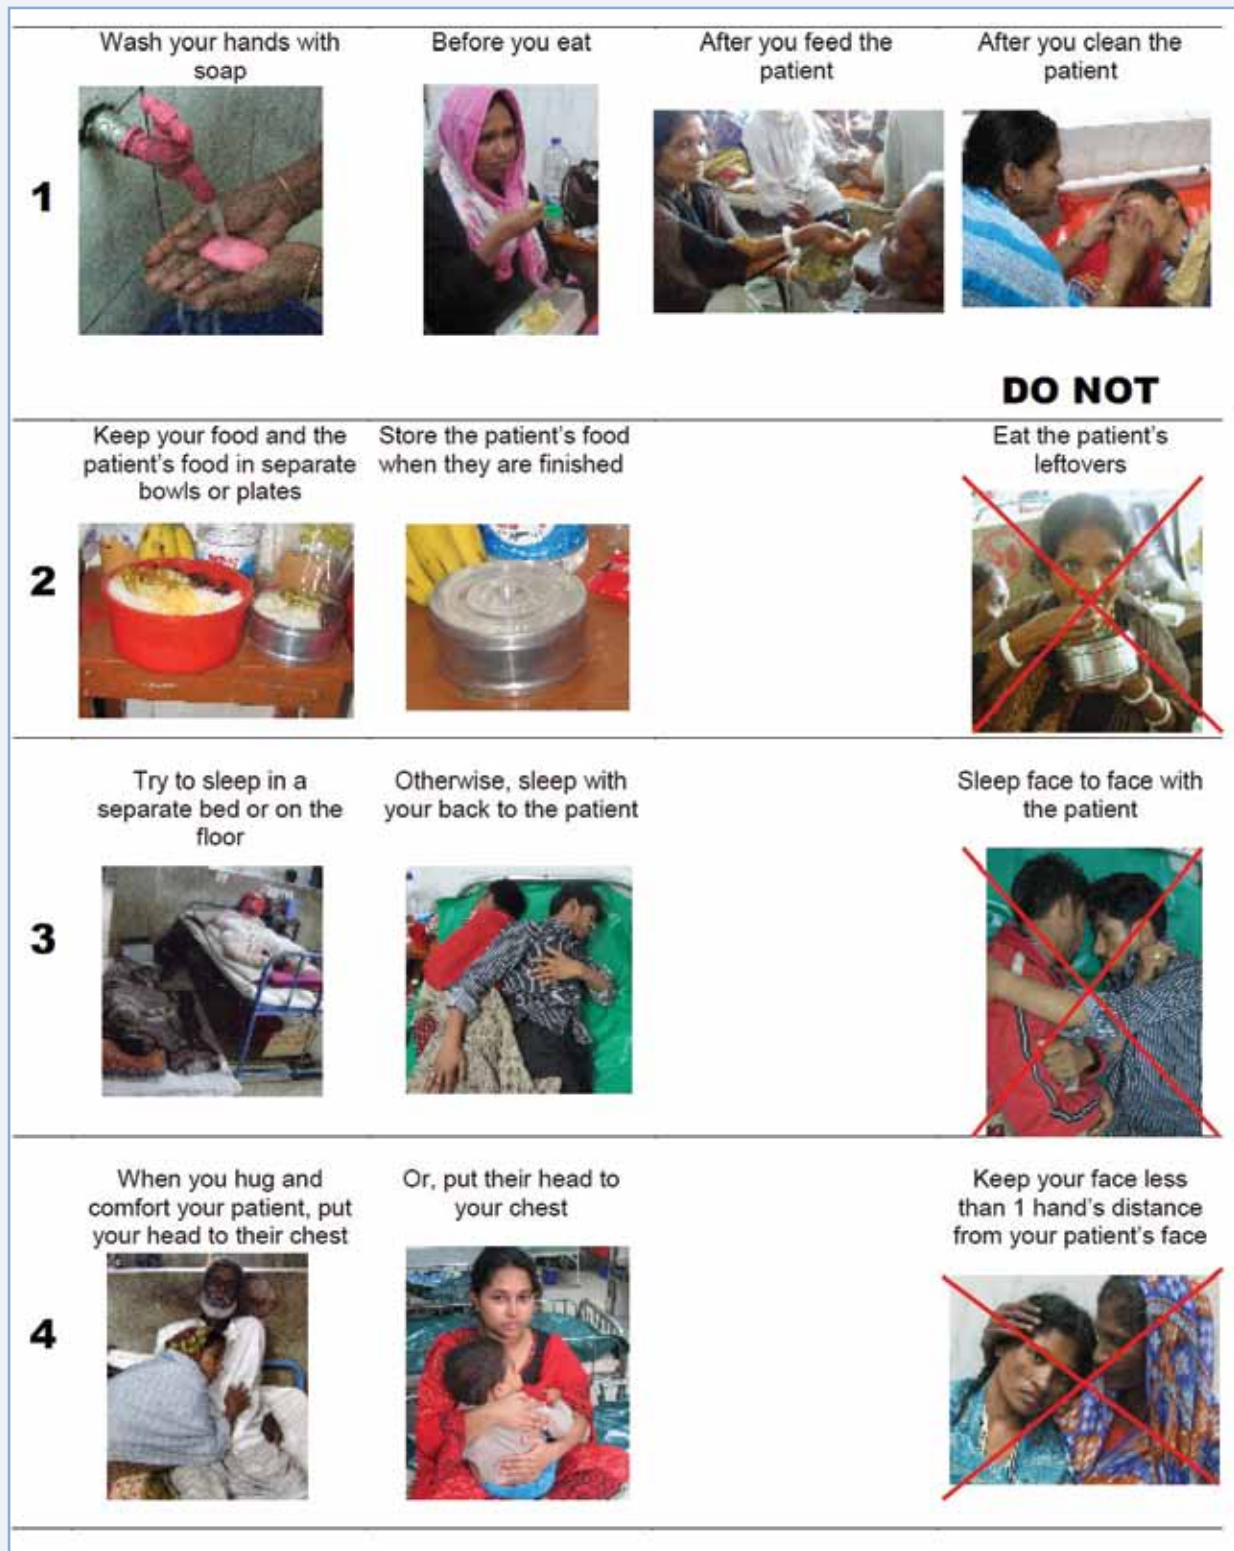 Wash your hands with
soap
Before you eat
After you feed the
patient
After you clean the
patient
1
DO NOT
Keep your food and the
patient's food in separate
bowls or plates
Store the patient's food
when they are finished
Eat the patient's
leftovers
2
Try to sleep in a
separate bed or on the
floor
Otherwise, sleep with
your back to the patient
Sleep face to face with
the patient
3
When you hug and
comfort your patient, put
your head to their chest
Or, put their head to
your chest
Keep your face less
than 1 hand's distance
from your patient's face
4